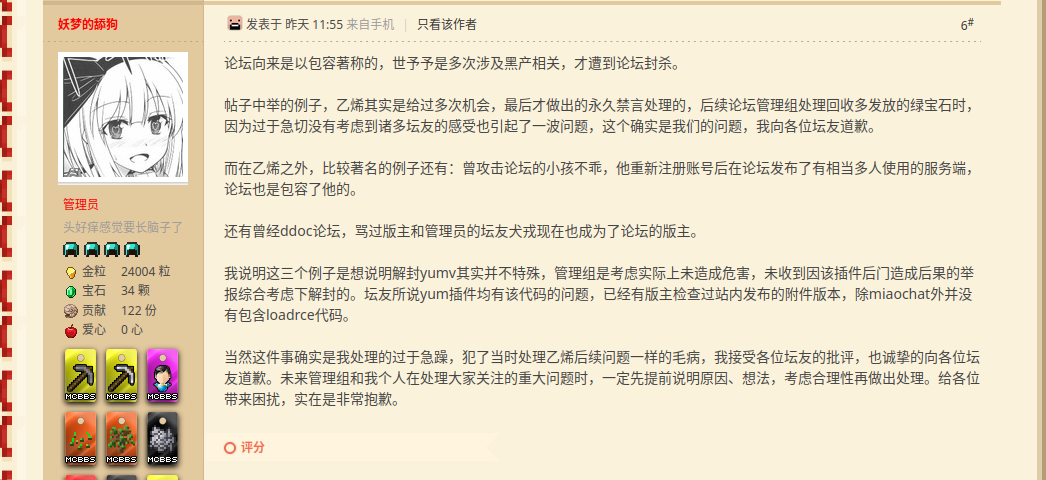 妖梦的舔狗
发表于 昨天 11:55 来自手机 | 只看该作者
6#
论坛向来是以包容著称的，世予予是多次涉及黑产相关，才遭到论坛封杀。
帖子中举的例子，乙烯其实是给过多次机会，最后才做出的永久禁言处理的，后续论坛管理组处理回收多发放的绿宝石时，
因为过于急切没有考虑到诸多坛友的感受也引起了一波问题，这个确实是我们的问题，我向各位坛友道歉。
而在乙烯之外，比较著名的例子还有：曾攻击论坛的小孩不乖，他重新注册账号后在论坛发布了有相当多人使用的服务端，
论坛也是包容了他的。
还有曾经ddoc论坛，骂过版主和管理员的坛友犬戎现在也成为了论坛的版主。
我说明这三个例子是想说明解封yumv其实并不特殊，管理组是考虑实际上未造成危害，未收到因该插件后门造成后果的举
报综合考虑下解封的。坛友所说yum插件均有该代码的问题，已经有版主检查过站内发布的附件版本，除miaochat外并没
有包含loadrce代码。
当然这件事确实是我处理的过于急躁，犯了当时处理乙烯后续问题一样的毛病，我接受各位坛友的批评，也诚挚的向各位坛
友道歉。未来管理组和我个人在处理大家关注的重大问题时，一定先提前说明原因、想法，考虑合理性再做出处理。给各位
带来困扰，实在是非常抱歉。
管理员
头好痒感觉要长脑子了
金粒 24004 粒
宝石 34 颗
贡献 122 份
爱心 0 心
MCBBS MCBBS MCBBS
MCBBS MCBBS MCBBS
评分